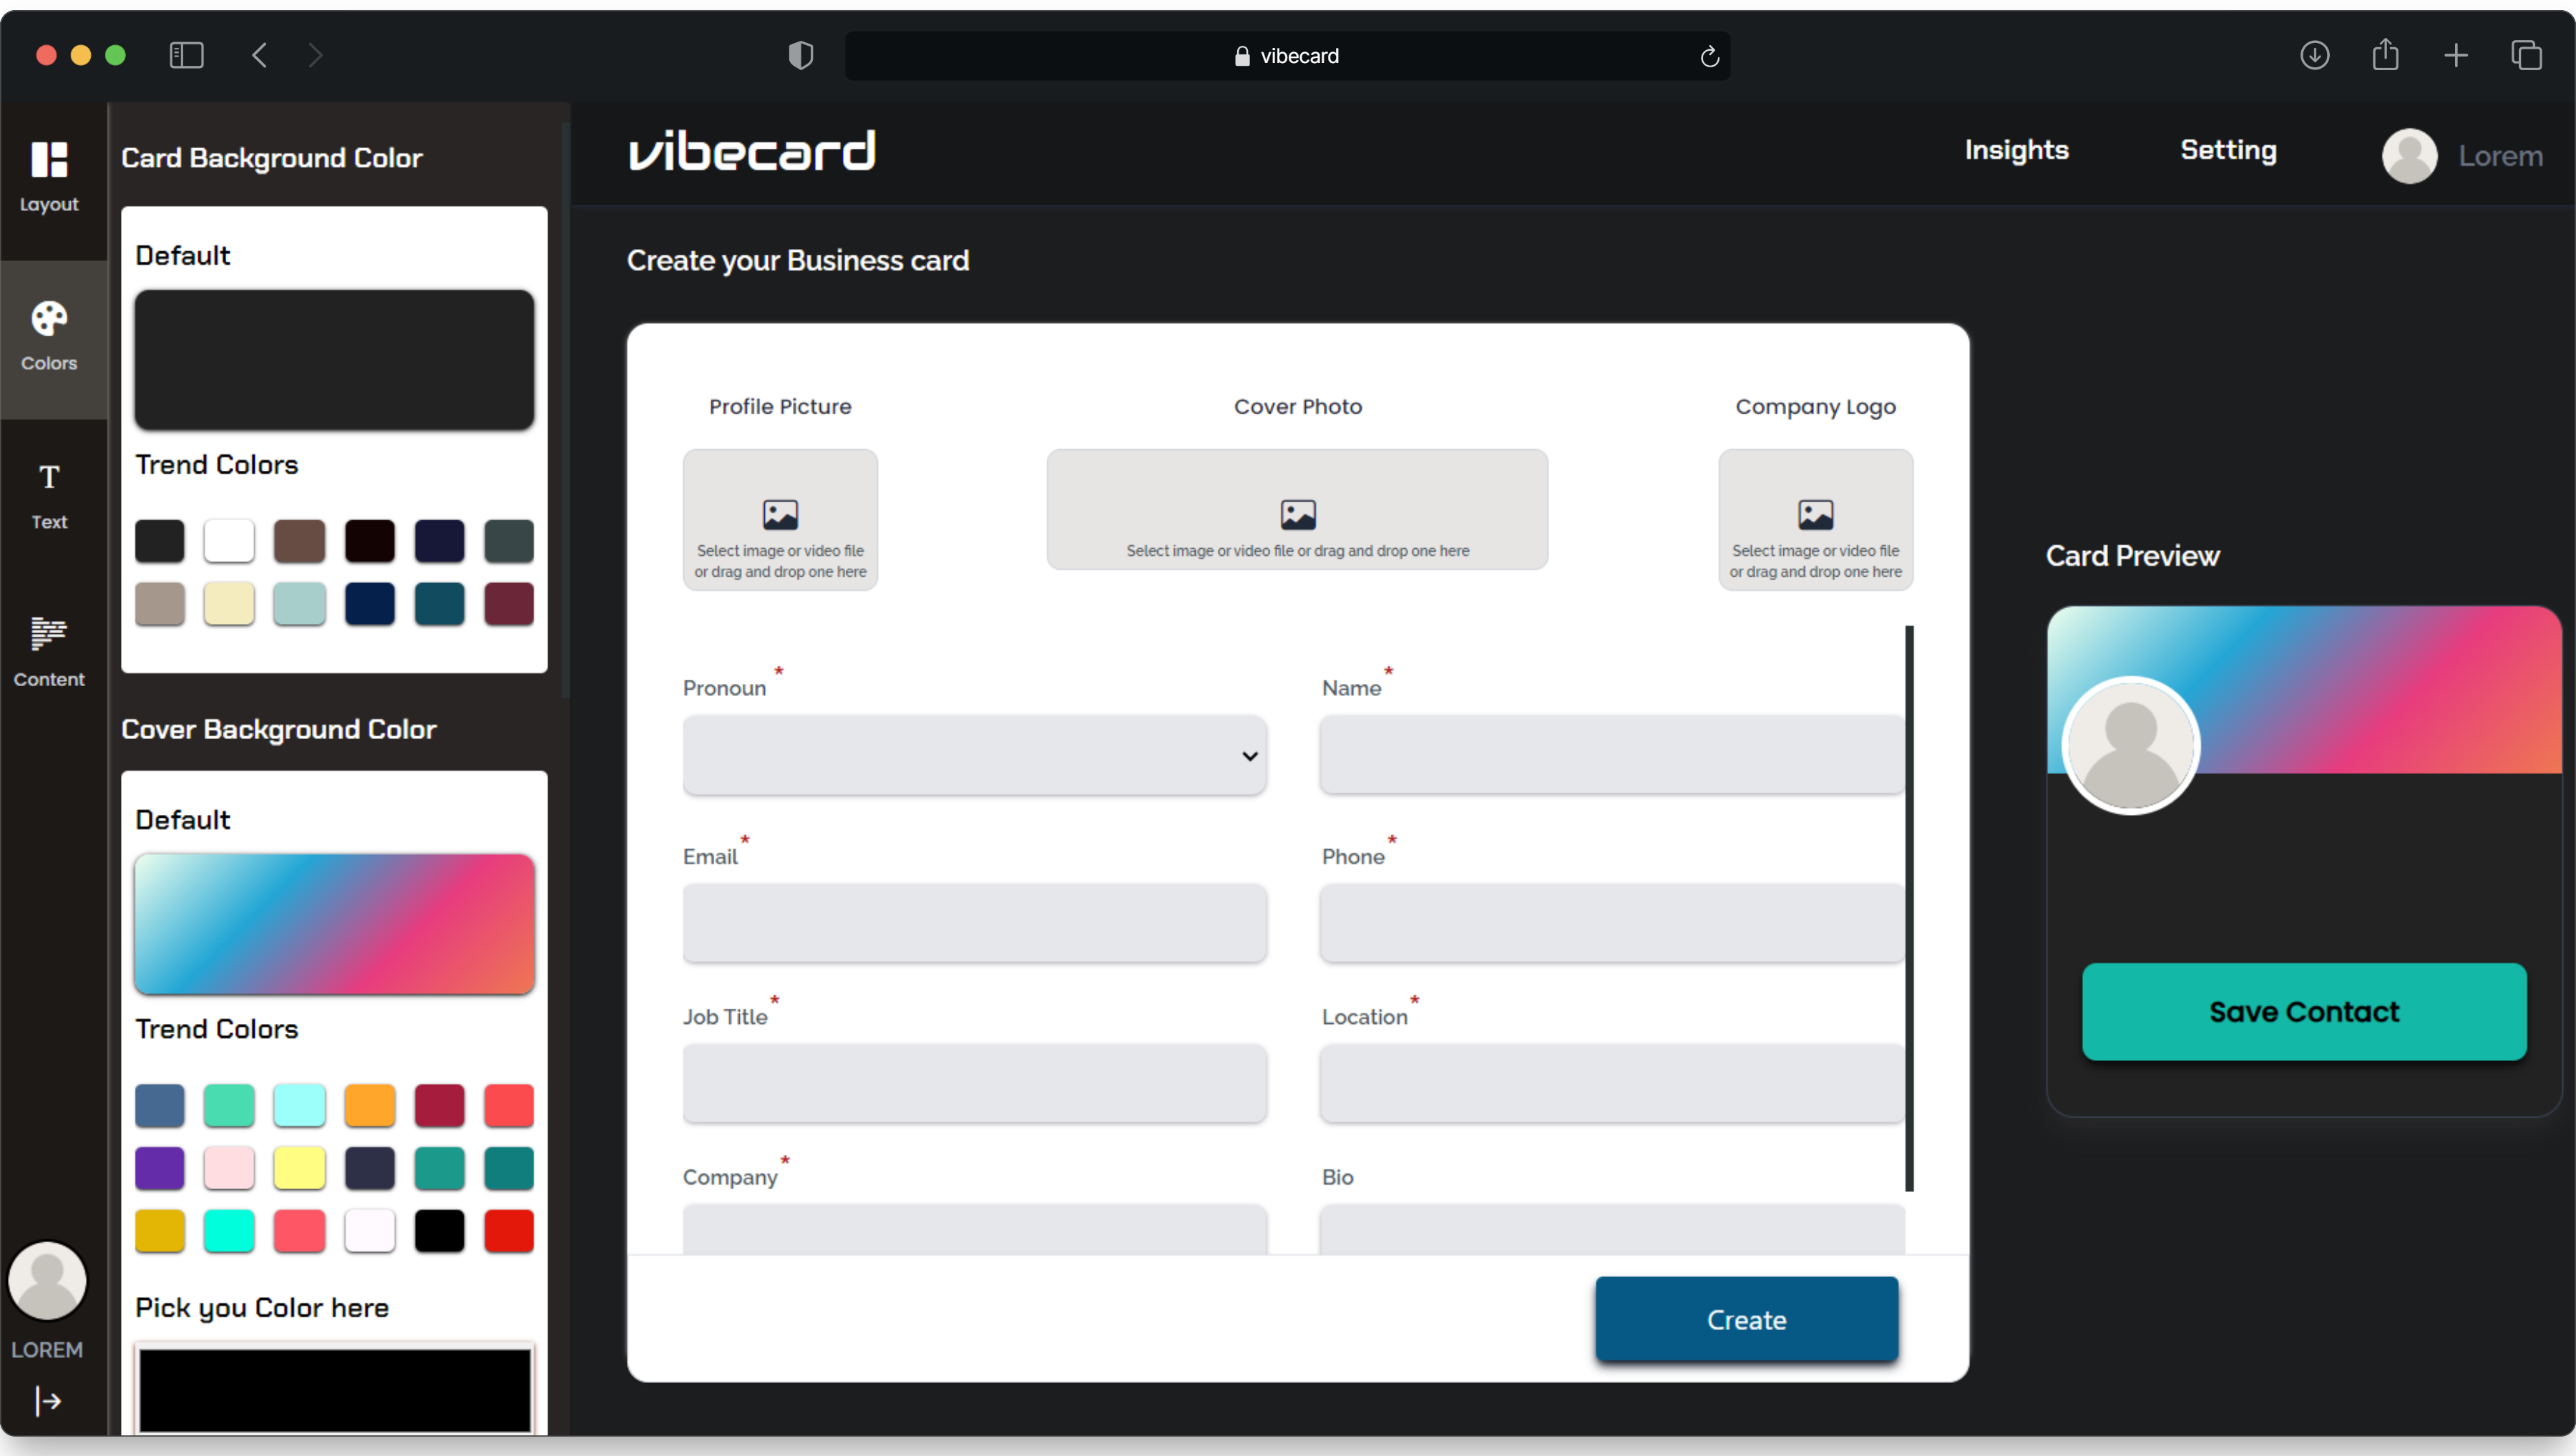 vibecard
Layout
Colors
Text
Content
LOREM
Card Background Color
Default
Trend Colors
Cover Background Color
Default
Trend Colors
Pick you Color here
vibecard
Insights
Setting
Lorem
Create your Business card
Profile Picture
Select image or video file
or drag and drop one here
Cover Photo
Select image or video file or drag and drop one here
Company Logo
Select image or video file
or drag and drop one here
Pronoun *
Name *
Email *
Phone *
Job Title *
Location *
Company *
Bio
Create
Card Preview
Save Contact